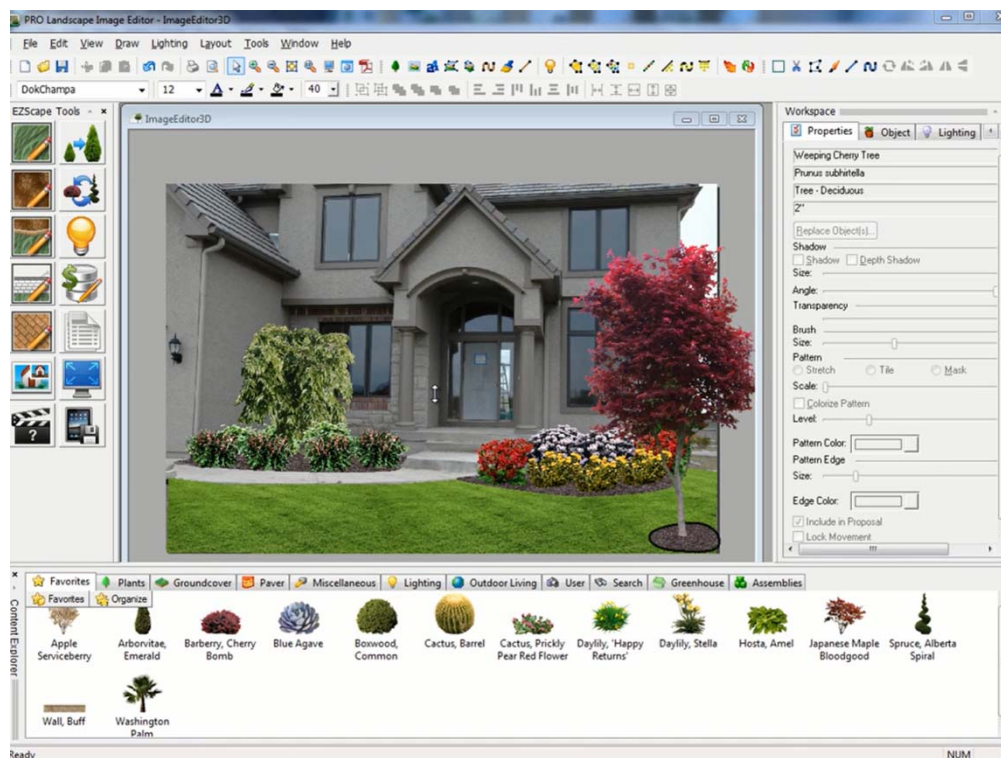 PRO Landscape Image Editor - ImageEditor3D
File Edit View Draw Lighting Layout Tools Window Help
DokChampa 12 A 40
EZScape Tools
ImageEditor3D
Workspace
Properties Object Lighting
Weeping Cherry Tree
Prunus subhirtella
Tree - Deciduous
2"
Replace Object(s)...
Shadow
Shadow Depth Shadow
Size:
Angle:
Transparency
Brush
Size:
Pattern
Stretch Tile Mask
Scale:
Colorize Pattern
Level:
Pattern Color:
Pattern Edge
Size:
Edge Color:
Include in Proposal
Lock Movement
?
Content Explorer
Favorites Plants Groundcover Paver Miscellaneous Lighting Outdoor Living User Search Greenhouse Assemblies
Favorites Organize
Apple Serviceberry
Arborvitae, Emerald
Barberry, Cherry Bomb
Blue Agave
Boxwood, Common
Cactus, Barrel
Cactus, Prickly Pear Red Flower
Daylily, 'Happy Returns'
Daylily, Stella
Hosta, Amel
Japanese Maple Bloodgood
Spruce, Alberta Spiral
Wall, Buff
Washington Palm
Ready NUM